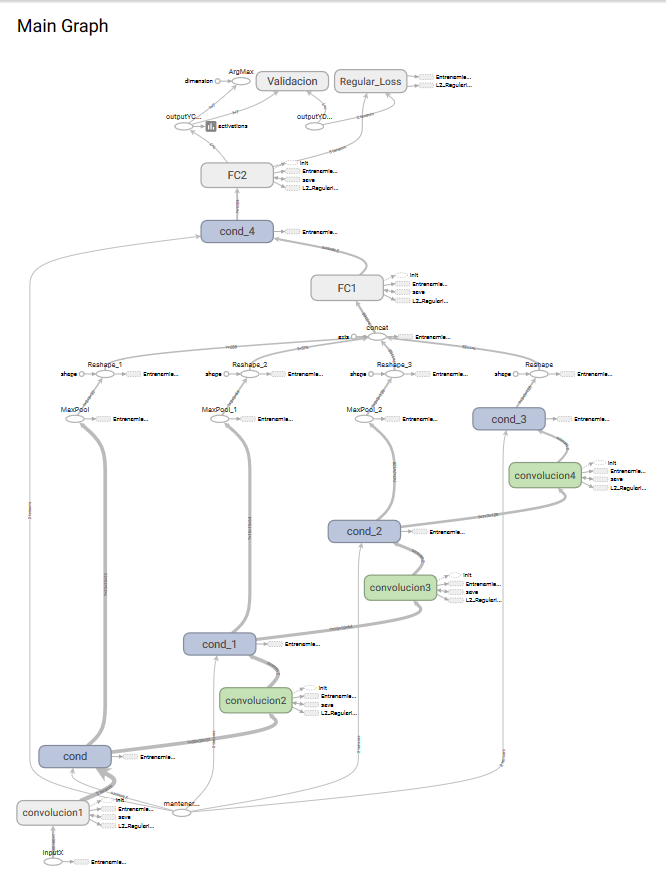 Main Graph
ArgMax
dimension
Validacion
Regular_Loss
Entrenamie...
L2_Regulari...
outputYC...
activations
outputYD...
FC2
init
Entrenamie...
save
L2_Regulari...
cond_4
Entrenamie...
FC1
init
Entrenamie...
save
L2_Regulari...
concat
axis
Entrenamie...
Reshape_1
shape
Entrenamie...
Reshape_2
shape
Entrenamie...
Reshape_3
shape
Entrenamie...
Reshape
shape
Entrenamie...
MaxPool
Entrenamie...
MaxPool_1
Entrenamie...
MaxPool_2
Entrenamie...
cond_3
Entrenamie...
convolucion4
init
Entrenamie...
save
L2_Regulari...
cond_2
Entrenamie...
convolucion3
init
Entrenamie...
save
L2_Regulari...
cond_1
Entrenamie...
convolucion2
init
Entrenamie...
save
L2_Regulari...
cond
Entrenamie...
mantener...
convolucion1
init
Entrenamie...
save
L2_Regulari...
inputX
Entrenamie...